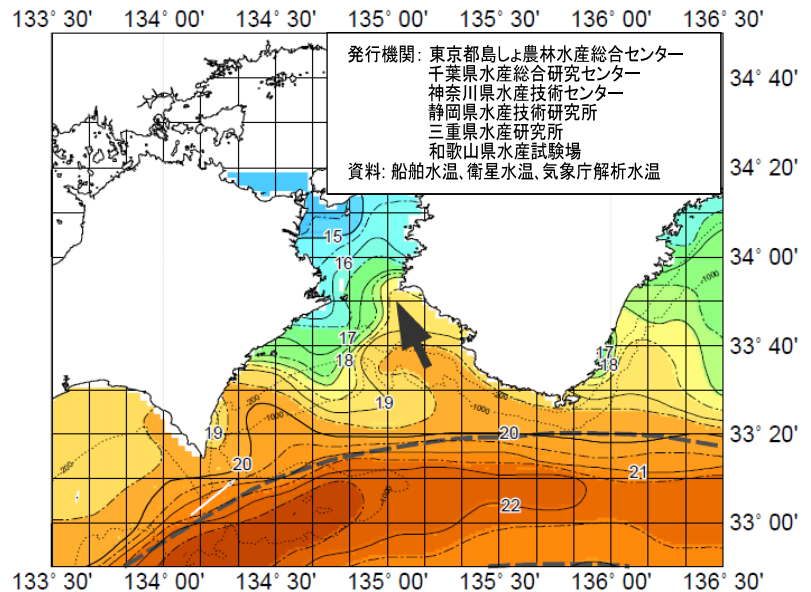 133° 30' 134° 00' 134° 30' 135° 00' 135° 30' 136° 00' 136° 30'
発行機関: 東京都島しょ農林水産総合センター
千葉県水産総合研究センター
神奈川県水産技術センター
静岡県水産技術研究所
三重県水産研究所
和歌山県水産試験場
資料: 船舶水温、衛星水温、気象庁解析水温
34° 40'
34° 20'
34° 00'
33° 40'
33° 20'
33° 00'
15
16
-1000
17
18
17
18
-200
19
-200
-1000
-1000
19
20
-200
20
21
-1000
22
133° 30' 134° 00' 134° 30' 135° 00' 135° 30' 136° 00' 136° 30'